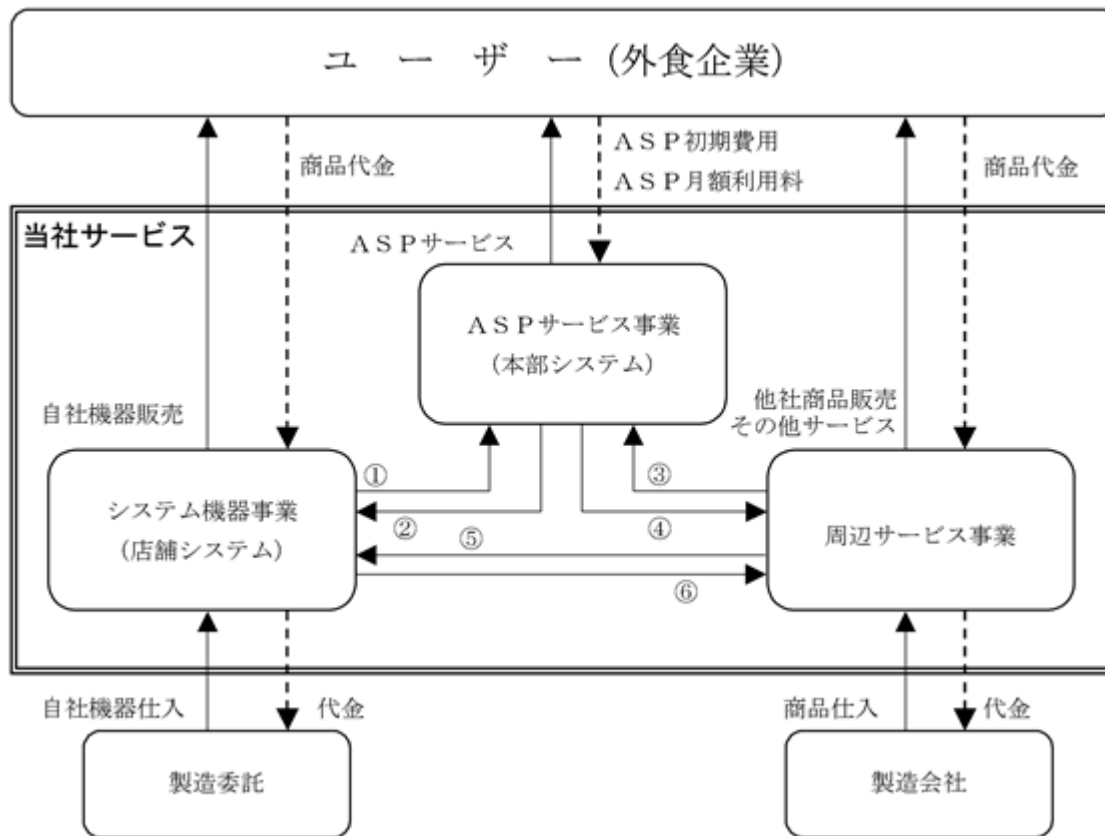 ユーザー(外食企業)
商品代金
ASP初期費用
ASP月額利用料
商品代金
当社サービス
ASPサービス
ASPサービス事業
(本部システム)
自社機器販売
他社商品販売
その他サービス
①
③
システム機器事業
(店舗システム)
②
⑤
④
周辺サービス事業
⑥
自社機器仕入
代金
商品仕入
代金
製造委託
製造会社